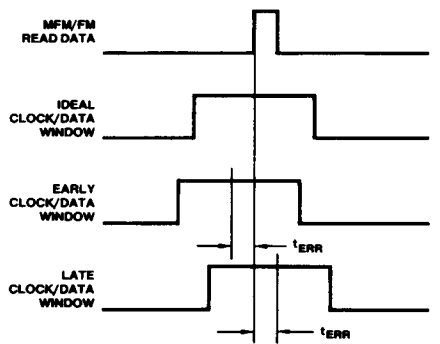 MFM/FM
READ DATA
IDEAL
CLOCK/DATA
WINDOW
EARLY
CLOCK/DATA
WINDOW
tERR
LATE
CLOCK/DATA
WINDOW
tERR